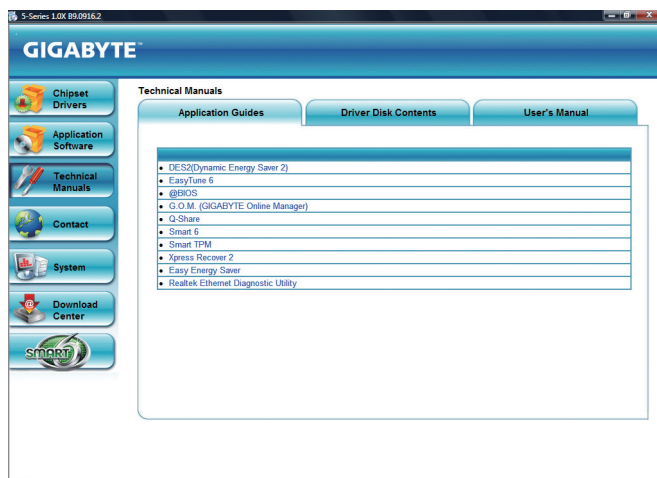 5-Series 1.0X B9.0916.2
GIGABYTE™
Chipset
Drivers
Application
Software
Technical
Manuals
Contact
System
Download
Center
SMART6
Technical Manuals
Application Guides
Driver Disk Contents
User's Manual
• DES2(Dynamic Energy Saver 2)
• EasyTune 6
• @BIOS
• G.O.M. (GIGABYTE Online Manager)
• Q-Share
• Smart 6
• Smart TPM
• Xpress Recover 2
• Easy Energy Saver
• Realtek Ethernet Diagnostic Utility